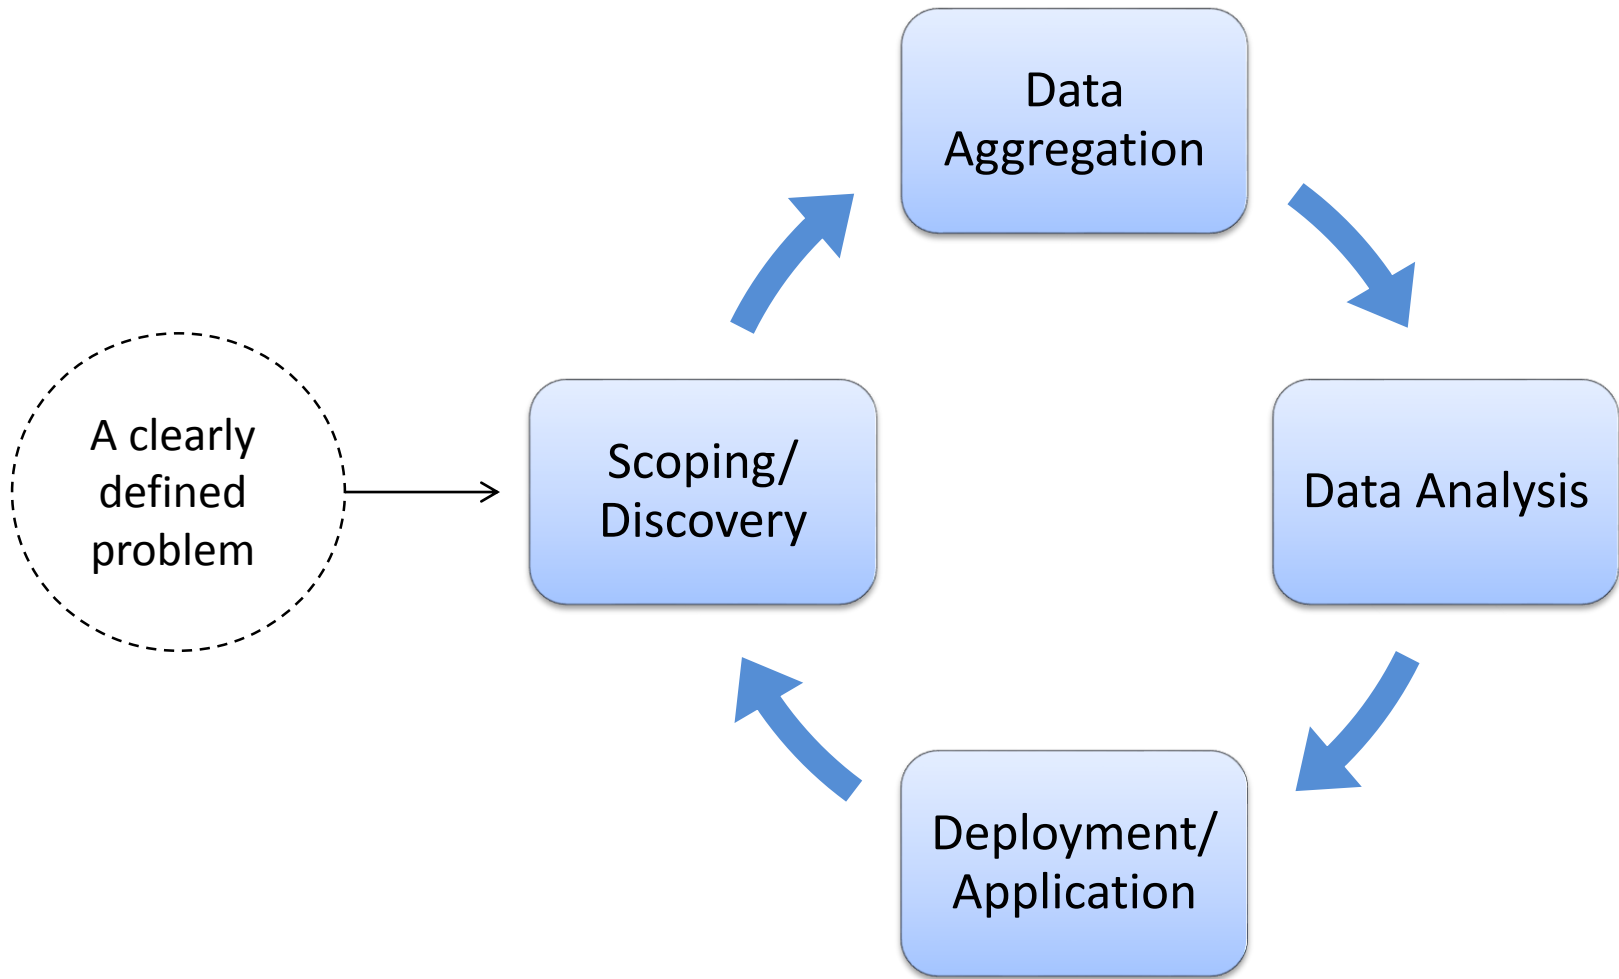 Data
Aggregation
A clearly
defined
problem
Scoping/
Discovery
Data Analysis
Deployment/
Application